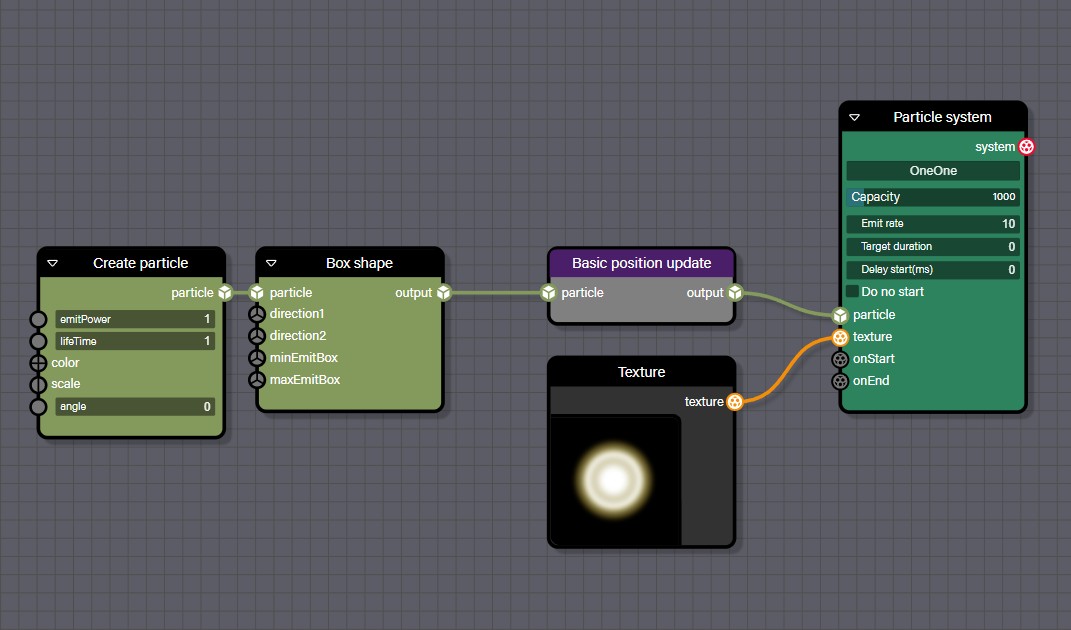 Create particle
particle
emitPower 1
lifeTime 1
color
scale
angle 0
Box shape
particle output
direction1
direction2
minEmitBox
maxEmitBox
Basic position update
particle output
Texture
texture
Particle system
system
OneOne
Capacity 1000
Emit rate 10
Target duration 0
Delay start(ms) 0
Do no start
particle
texture
onStart
onEnd